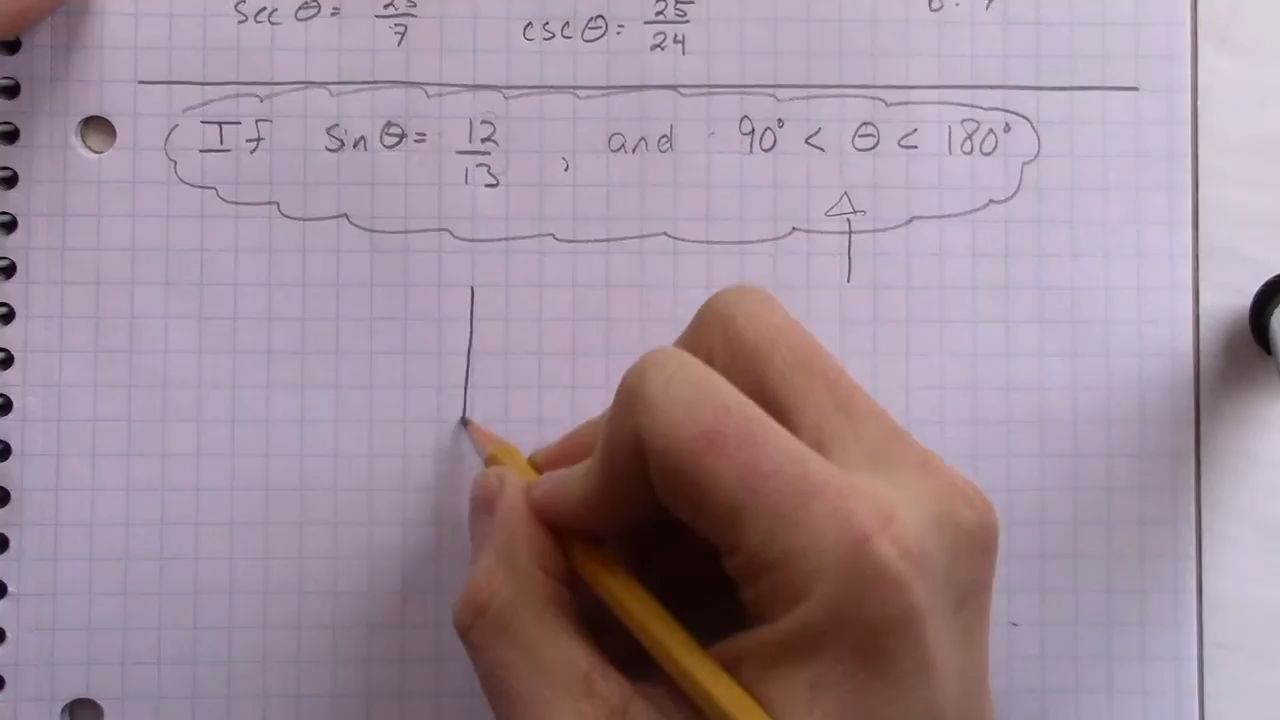 sec θ = 25/7 csc θ = 25/24
If sin θ = 12/13 , and 90° < θ < 180°